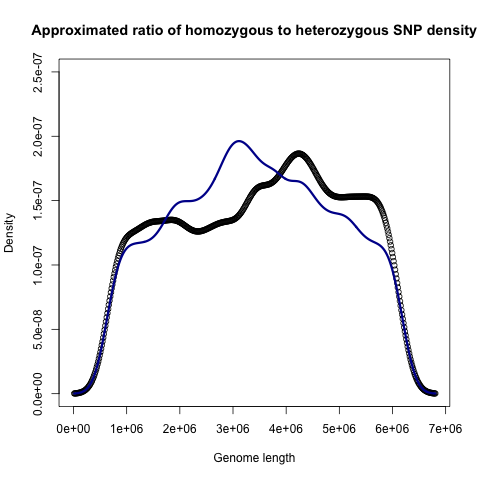 Approximated ratio of homozygous to heterozygous SNP density
2.5e-07
2.0e-07
1.5e-07
1.0e-07
5.0e-08
0.0e+00
Density
0e+00 1e+06 2e+06 3e+06 4e+06 5e+06 6e+06 7e+06
Genome length